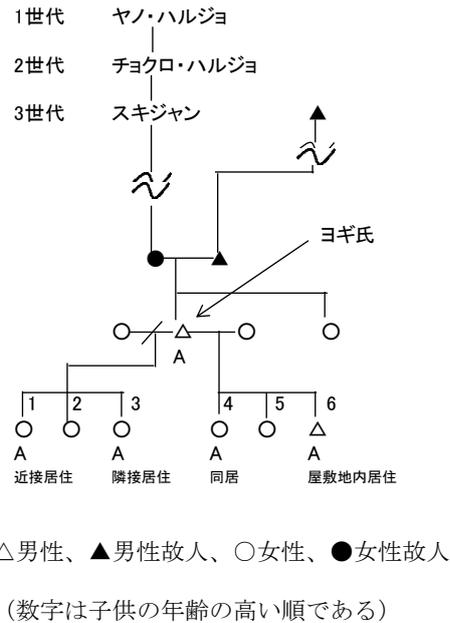 1世代 ヤノ・ハルジョ
2世代 チョクロ・ハルジョ
3世代 スキジャン
ヨギ氏
A
1 2 3 4 5 6
A A A A
近接居住 隣接居住 同居 屋敷地内居住
△男性、▲男性故人、○女性、●女性故人
（数字は子供の年齢の高い順である）